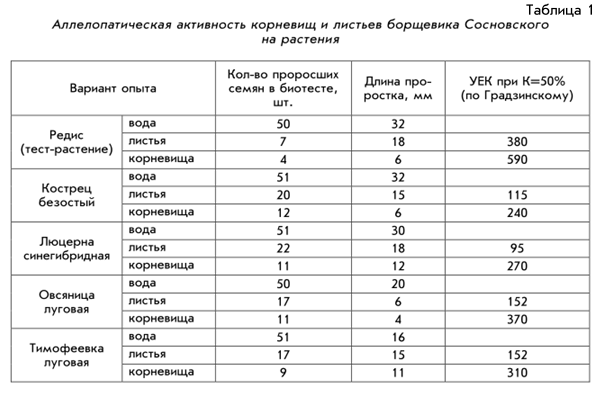 Таблица 1
Аллелопатическая активность корневищ и листьев борщевика Сосновского
на растения
Вариант опыта
Кол-во проросших
семян в биотесте,
шт.
Длина про-
ростка, мм
УЕК при К=50%
(по Градзинскому)
Редис
(тест-растение)
вода 50 32
листья 7 18 380
корневища 4 6 590
Кострец
безостый
вода 51 32
листья 20 15 115
корневища 12 6 240
Люцерна
синегибридная
вода 51 30
листья 22 18 95
корневища 11 12 270
Овсяница
луговая
вода 50 20
листья 17 6 152
корневища 11 4 370
Тимофеевка
луговая
вода 51 16
листья 17 15 152
корневища 9 11 310